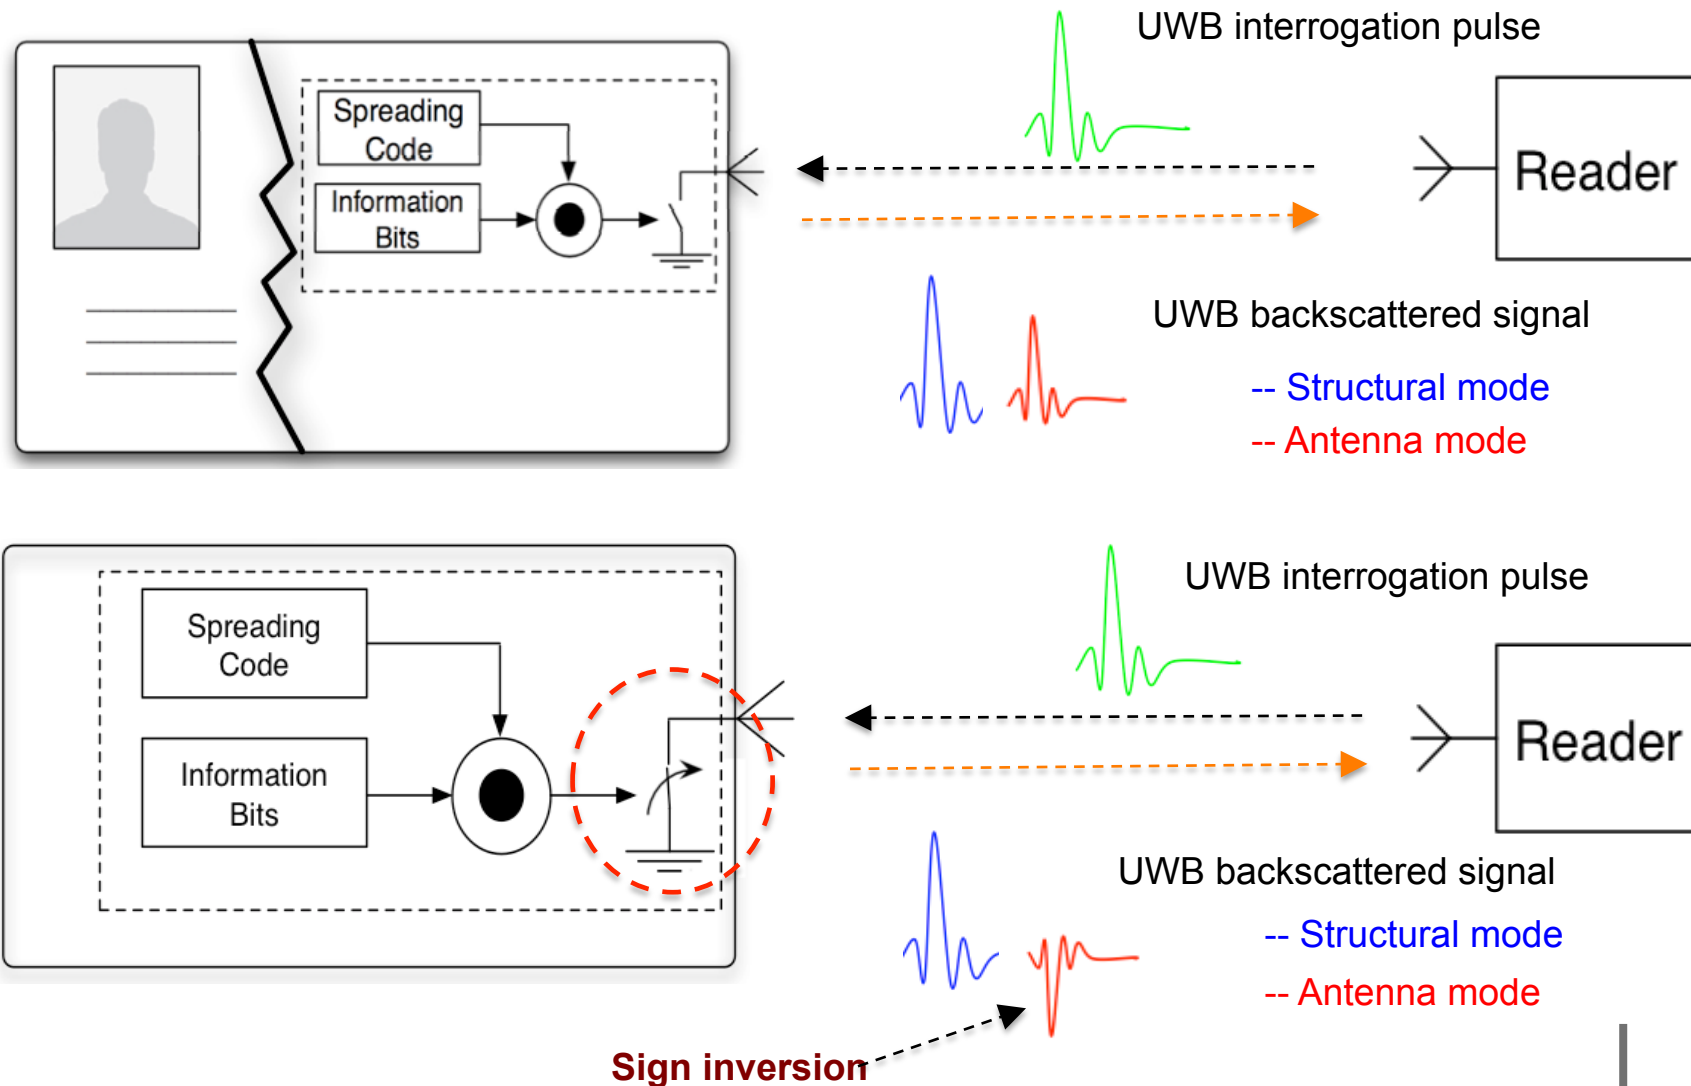 UWB interrogation pulse
Spreading
Code
Information
Bits
Reader
UWB backscattered signal
-- Structural mode
-- Antenna mode
UWB interrogation pulse
Spreading
Code
Information
Bits
Reader
UWB backscattered signal
-- Structural mode
-- Antenna mode
Sign inversion